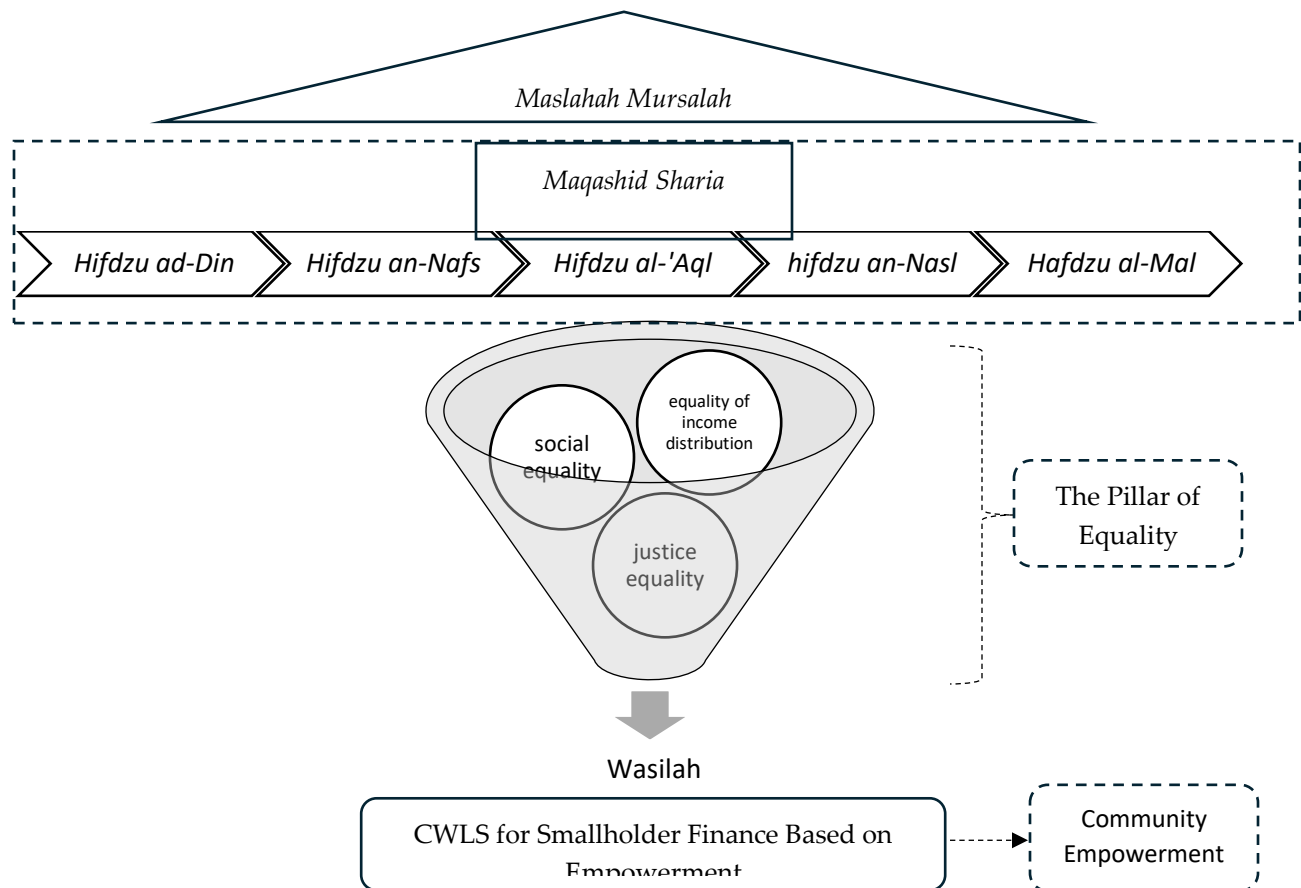 Maslahah Mursalah
Maqashid Sharia
Hifdzu ad-Din
Hifdzu an-Nafs
Hifdzu al-'Aql
hifdzu an-Nasl
Hafdzu al-Mal
equality of
income
distribution
social
equality
justice
equality
The Pillar of
Equality
Wasilah
CWLS for Smallholder Finance Based on
Empowerment
Community
Empowerment